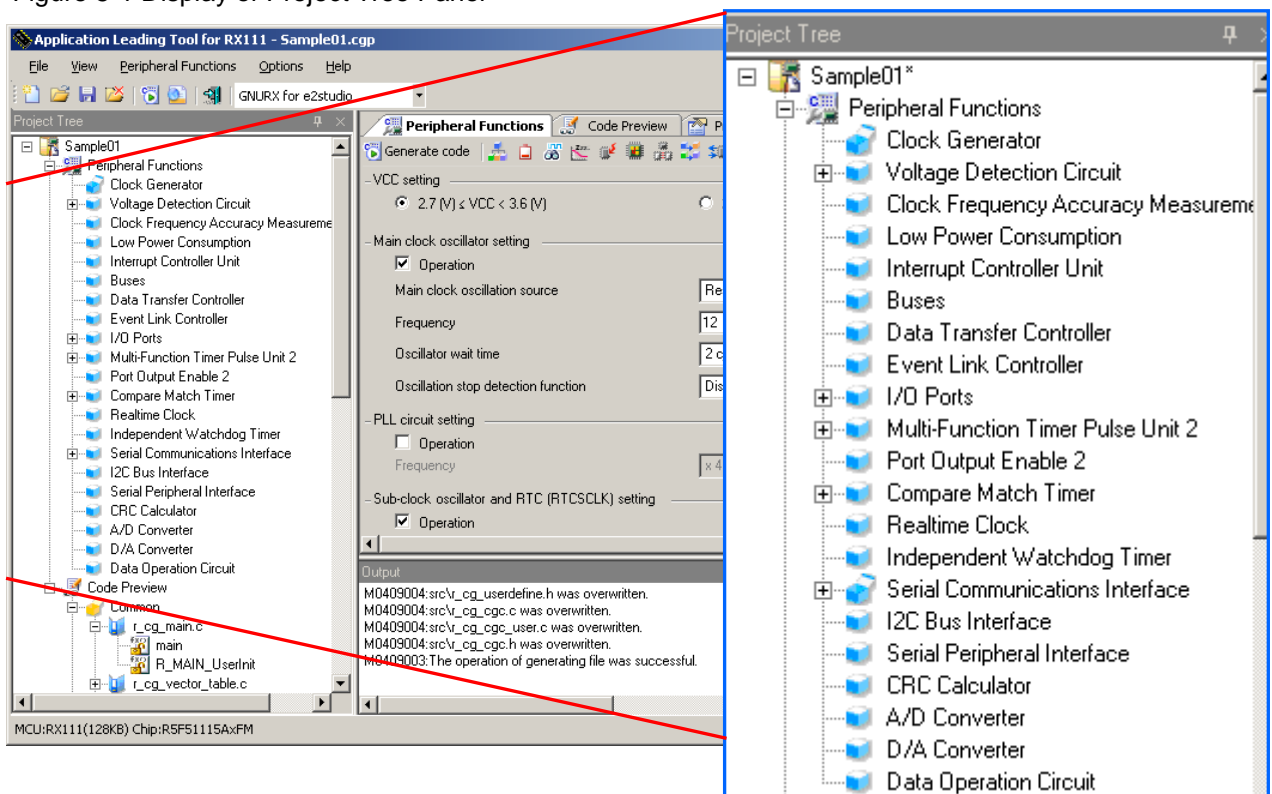 Application Leading Tool for RX111 - Sample01.cgp
File View Peripheral Functions Options Help
GNURX for e2studio
Project Tree
Sample01
Peripheral Functions
Clock Generator
Voltage Detection Circuit
Clock Frequency Accuracy Measureme
Low Power Consumption
Interrupt Controller Unit
Buses
Data Transfer Controller
Event Link Controller
I/O Ports
Multi-Function Timer Pulse Unit 2
Port Output Enable 2
Compare Match Timer
Realtime Clock
Independent Watchdog Timer
Serial Communications Interface
I2C Bus Interface
Serial Peripheral Interface
CRC Calculator
A/D Converter
D/A Converter
Data Operation Circuit
Code Preview
Common
r_cg_main.c
main
R_MAIN_UserInit
r_cg_vector_table.c
Peripheral Functions Code Preview P
Generate code
VCC setting
2.7 (V) ≤ VCC < 3.6 (V)
Main clock oscillator setting
Operation
Main clock oscillation source Re
Frequency 12
Oscillator wait time 2 c
Oscillation stop detection function Dis
PLL circuit setting
Operation
Frequency x 4
Sub-clock oscillator and RTC (RTCSCLK) setting
Operation
Output
M0409004:src\r_cg_userdefine.h was overwritten.
M0409004:src\r_cg_cgc.c was overwritten.
M0409004:src\r_cg_cgc_user.c was overwritten.
M0409004:src\r_cg_cgc.h was overwritten.
M0409003:The operation of generating file was successful.
MCU:RX111(128KB) Chip:R5F51115AxFM
Project Tree
Sample01*
Peripheral Functions
Clock Generator
Voltage Detection Circuit
Clock Frequency Accuracy Measureme
Low Power Consumption
Interrupt Controller Unit
Buses
Data Transfer Controller
Event Link Controller
I/O Ports
Multi-Function Timer Pulse Unit 2
Port Output Enable 2
Compare Match Timer
Realtime Clock
Independent Watchdog Timer
Serial Communications Interface
I2C Bus Interface
Serial Peripheral Interface
CRC Calculator
A/D Converter
D/A Converter
Data Operation Circuit